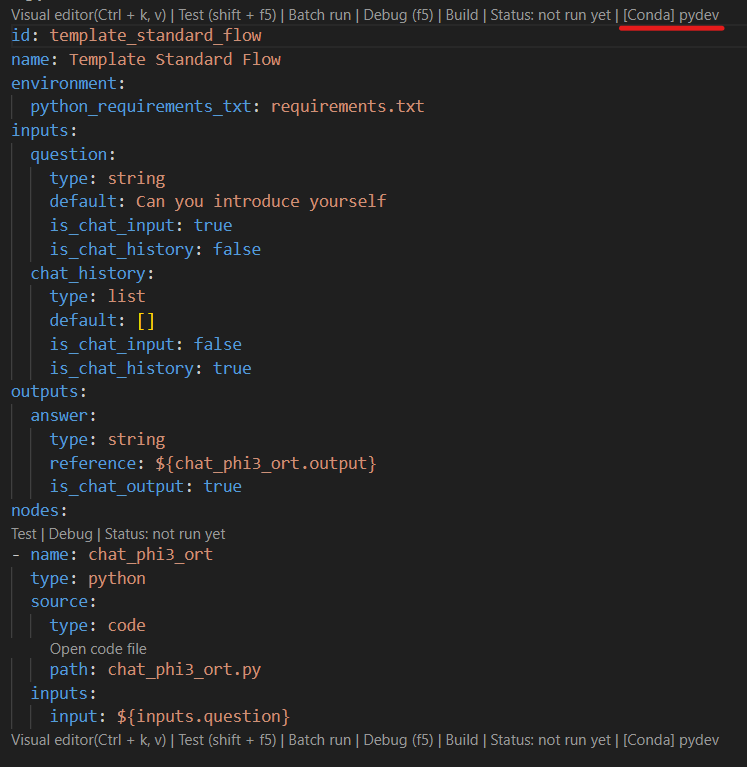 Visual editor(Ctrl + k, v) | Test (shift + f5) | Batch run | Debug (f5) | Build | Status: not run yet | [Conda] pydev
id: template_standard_flow
name: Template Standard Flow
environment:
  python_requirements_txt: requirements.txt
inputs:
  question:
    type: string
    default: Can you introduce yourself
    is_chat_input: true
    is_chat_history: false
  chat_history:
    type: list
    default: []
    is_chat_input: false
    is_chat_history: true
outputs:
  answer:
    type: string
    reference: ${chat_phi3_ort.output}
    is_chat_output: true
nodes:
Test | Debug | Status: not run yet
- name: chat_phi3_ort
  type: python
  source:
    type: code
    Open code file
    path: chat_phi3_ort.py
  inputs:
    input: ${inputs.question}
Visual editor(Ctrl + k, v) | Test (shift + f5) | Batch run | Debug (f5) | Build | Status: not run yet | [Conda] pydev